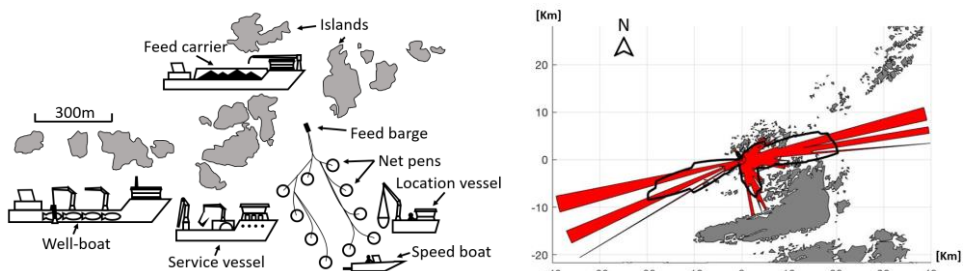 Islands
Feed carrier
300m
Feed barge
Net pens
Location vessel
Well-boat
Service vessel
Speed boat
[Km]
N
20
10
0
-10
-20
[Km]